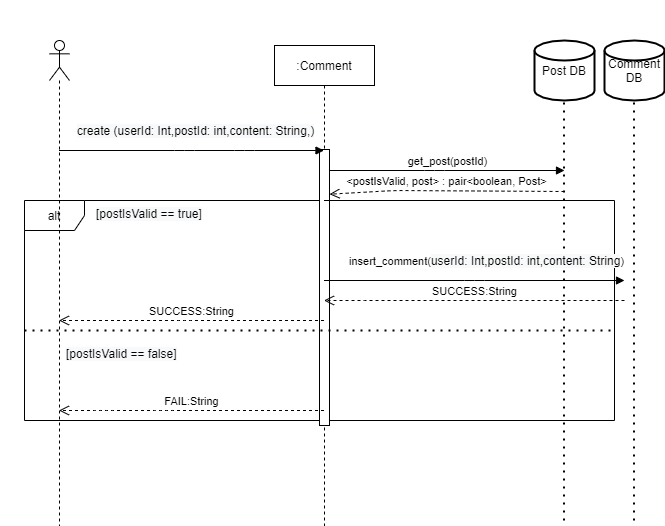 :Comment
Post DB
Comment
DB
create (userId: Int,postId: int,content: String,)
get_post(postId)
<postIsValid, post> : pair<boolean, Post>
alt
[postIsValid == true]
insert_comment(userId: Int,postId: int,content: String)
SUCCESS:String
SUCCESS:String
[postIsValid == false]
FAIL:String